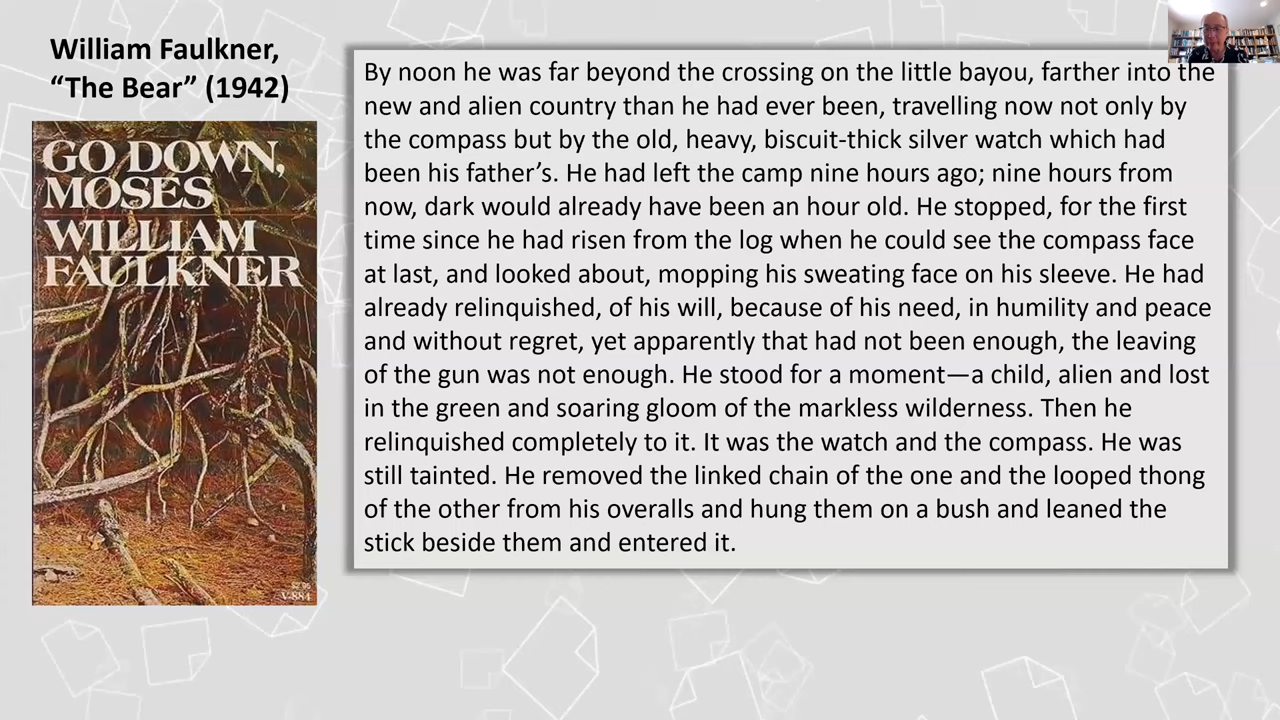 William Faulkner,
“The Bear” (1942)
GO DOWN,
MOSES
WILLIAM
FAULKNER
V-884
By noon he was far beyond the crossing on the little bayou, farther into the
new and alien country than he had ever been, travelling now not only by
the compass but by the old, heavy, biscuit-thick silver watch which had
been his father’s. He had left the camp nine hours ago; nine hours from
now, dark would already have been an hour old. He stopped, for the first
time since he had risen from the log when he could see the compass face
at last, and looked about, mopping his sweating face on his sleeve. He had
already relinquished, of his will, because of his need, in humility and peace
and without regret, yet apparently that had not been enough, the leaving
of the gun was not enough. He stood for a moment—a child, alien and lost
in the green and soaring gloom of the markless wilderness. Then he
relinquished completely to it. It was the watch and the compass. He was
still tainted. He removed the linked chain of the one and the looped thong
of the other from his overalls and hung them on a bush and leaned the
stick beside them and entered it.